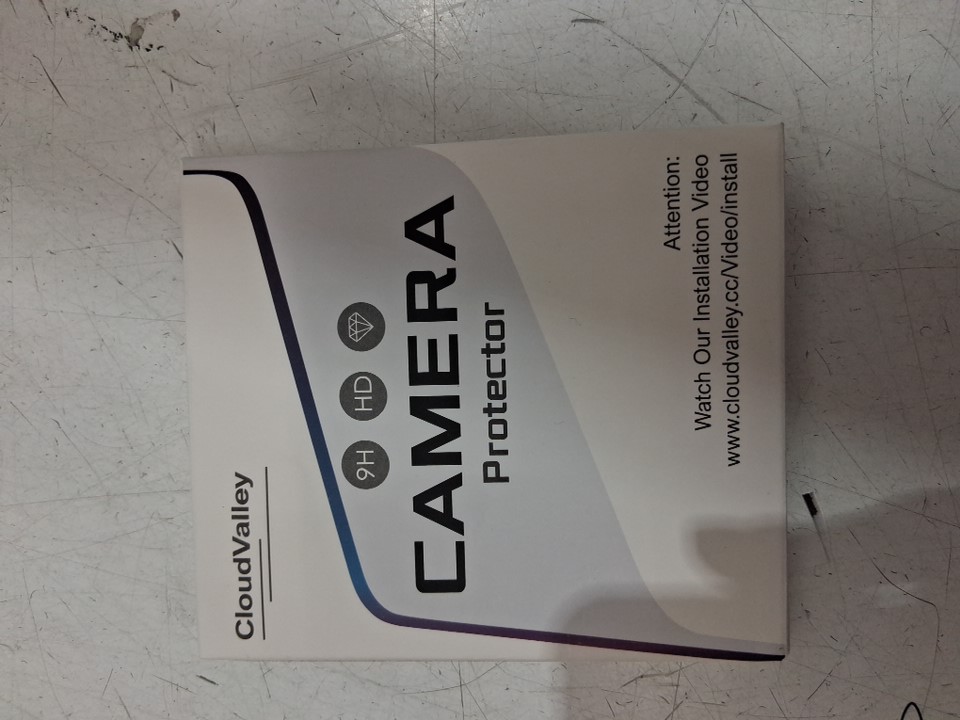 CloudValley
9H HD
CAMERA
Protector
Attention:
Watch Our Installation Video
www.cloudvalley.cc/Video/install